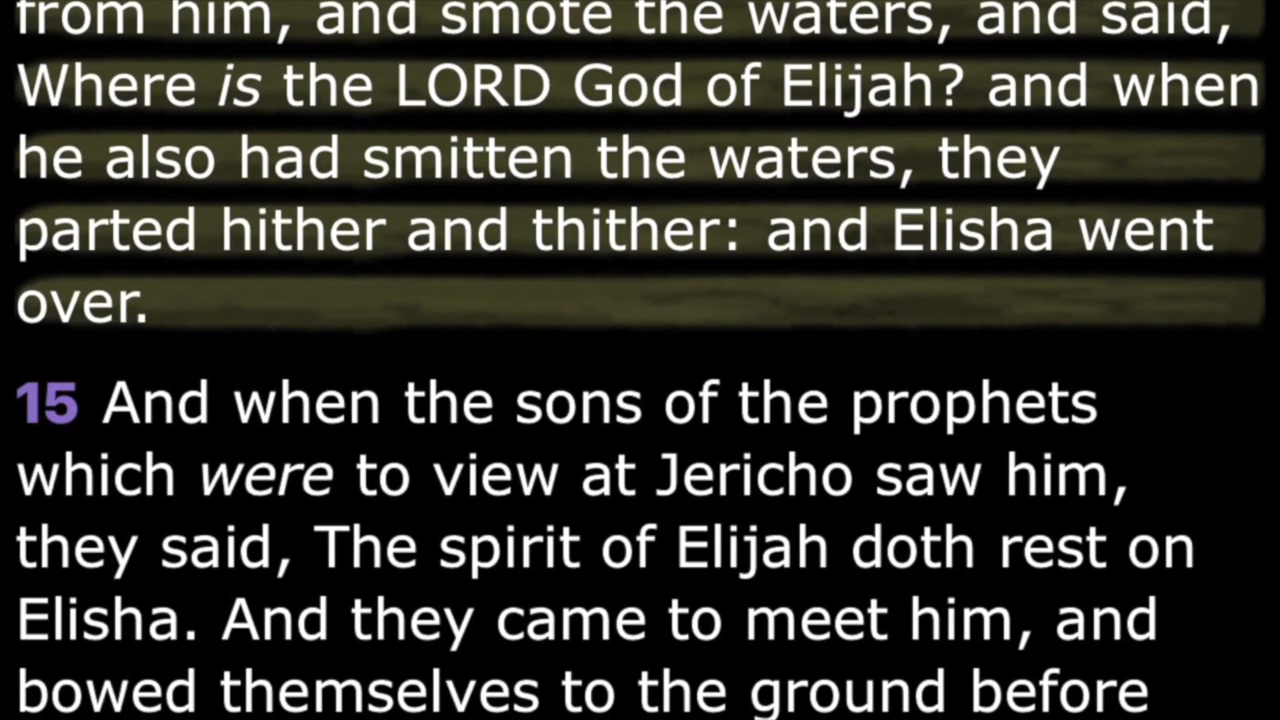 from him, and smote the waters, and said,
Where is the LORD God of Elijah? and when
he also had smitten the waters, they
parted hither and thither: and Elisha went
over.
15 And when the sons of the prophets
which were to view at Jericho saw him,
they said, The spirit of Elijah doth rest on
Elisha. And they came to meet him, and
bowed themselves to the ground before